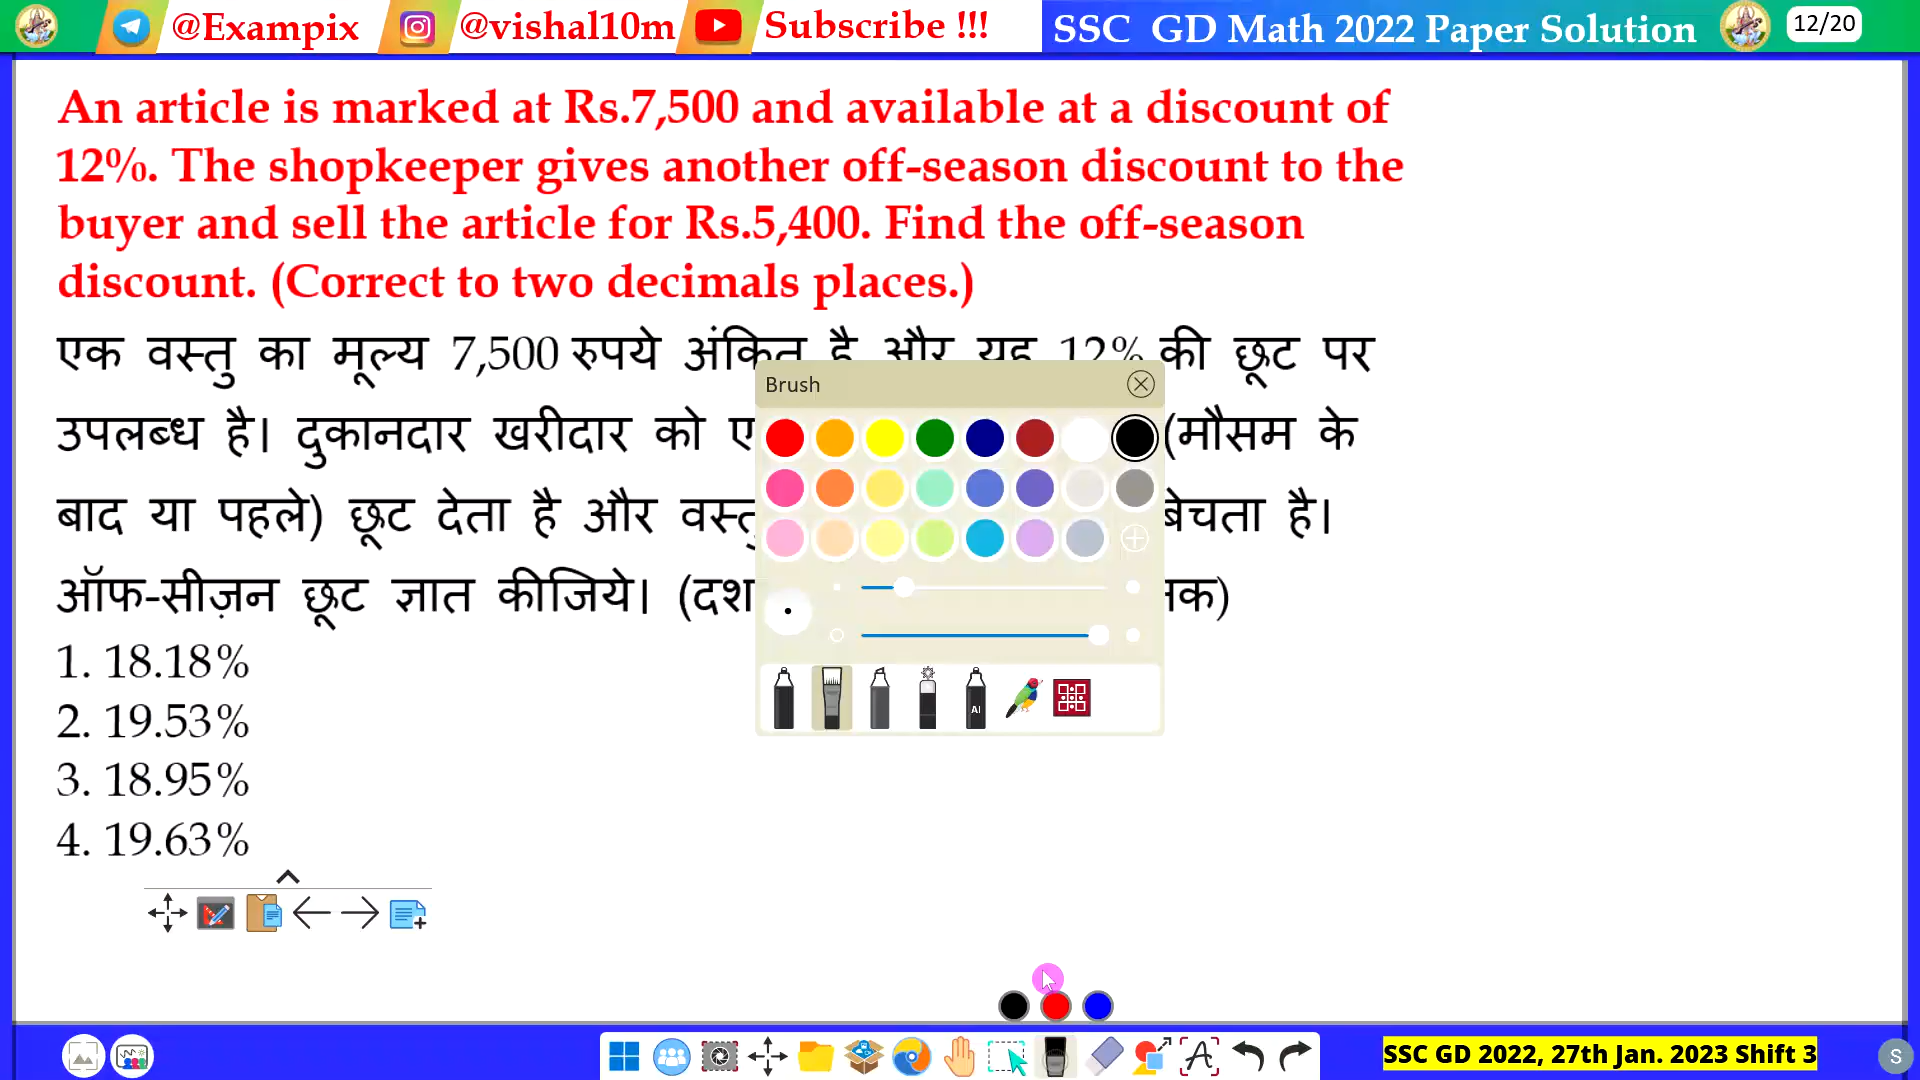 @Exampix @vishal10m Subscribe !!! SSC GD Math 2022 Paper Solution 12/20
An article is marked at Rs.7,500 and available at a discount of
12%. The shopkeeper gives another off-season discount to the
buyer and sell the article for Rs.5,400. Find the off-season
discount. (Correct to two decimals places.)
एक वस्तु का मूल्य 7,500 रुपये अंकित है और यह 12% की छूट पर
उपलब्ध है। दुकानदार खरीदार को (मौसम के
बाद या पहले) छूट देता है और बेचता है।
ऑफ-सीज़न छूट ज्ञात कीजिये।
1. 18.18%
2. 19.53%
3. 18.95%
4. 19.63%
Brush
AI
SSC GD 2022, 27th Jan. 2023 Shift 3
S